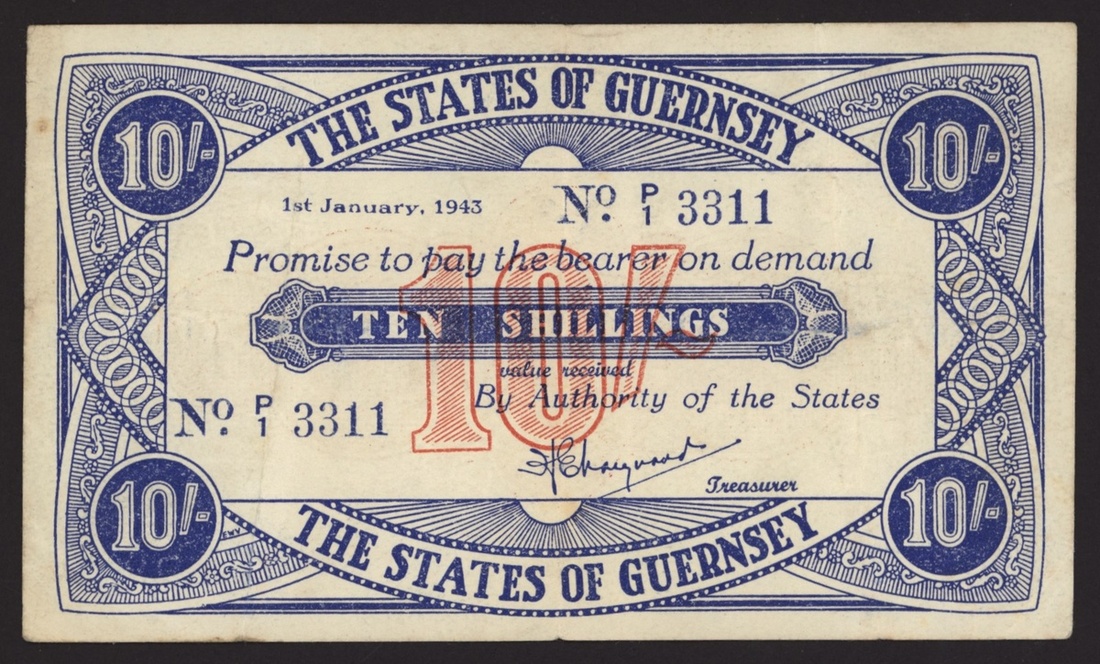 THE STATES OF GUERNSEY
10/- 10/-
1st January, 1943 No. P/1 3311
Promise to pay the bearer on demand
TEN SHILLINGS
10/-
value received
By Authority of the States
No. P/1 3311
Treasurer
10/- 10/-
THE STATES OF GUERNSEY